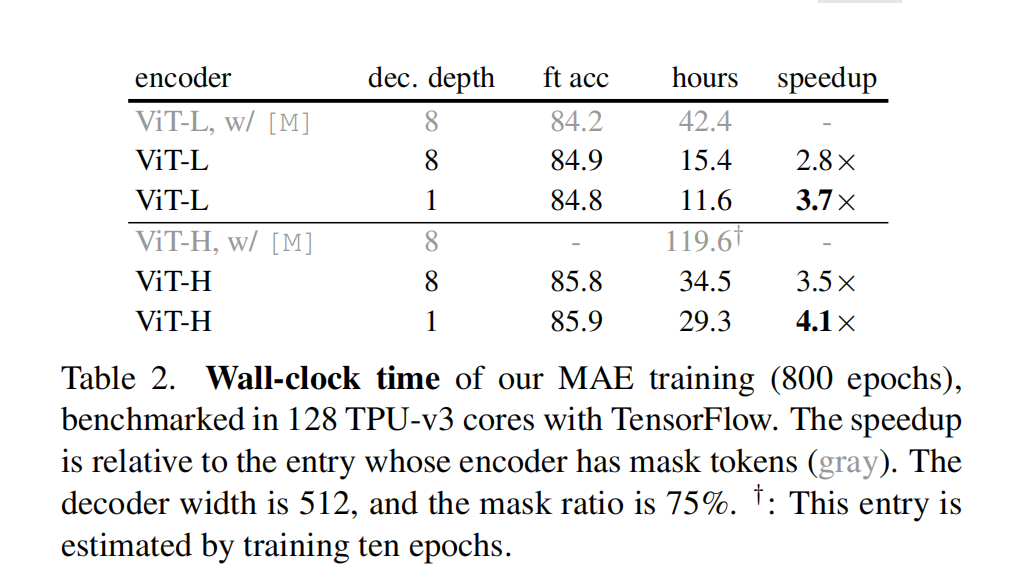 encoder dec. depth ft acc hours speedup
ViT-L, w/ [M] 8 84.2 42.4 -
ViT-L 8 84.9 15.4 2.8×
ViT-L 1 84.8 11.6 3.7×
ViT-H, w/ [M] 8 - 119.6† -
ViT-H 8 85.8 34.5 3.5×
ViT-H 1 85.9 29.3 4.1×
Table 2. Wall-clock time of our MAE training (800 epochs),
benchmarked in 128 TPU-v3 cores with TensorFlow. The speedup
is relative to the entry whose encoder has mask tokens (gray). The
decoder width is 512, and the mask ratio is 75%. †: This entry is
estimated by training ten epochs.